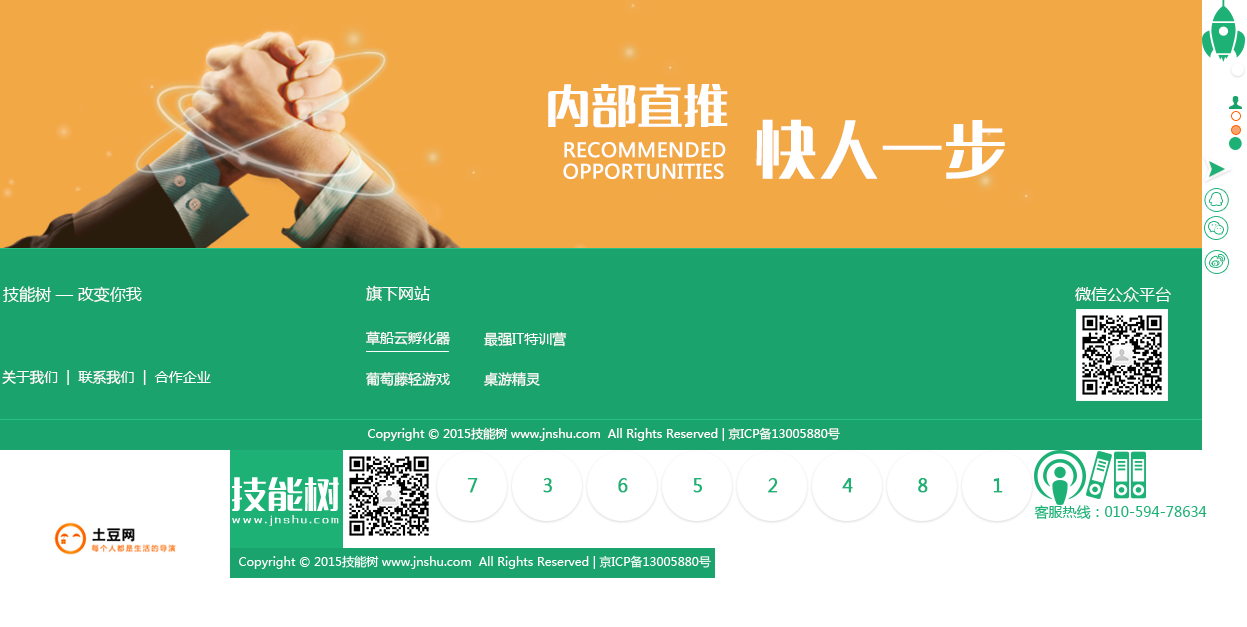 内部直推
RECOMMENDED
OPPORTUNITIES
快人一步
技能树 — 改变你我
旗下网站
微信公众平台
草船云孵化器 最强IT特训营
关于我们 | 联系我们 | 合作企业
葡萄藤轻游戏 桌游精灵
Copyright © 2015技能树 www.jnshu.com All Rights Reserved | 京ICP备13005880号
技能树
www.jnshu.com
7 3 6 5 2 4 8 1
客服热线：010-594-78634
土豆网
每个人都是生活的导演
Copyright © 2015技能树 www.jnshu.com All Rights Reserved | 京ICP备13005880号